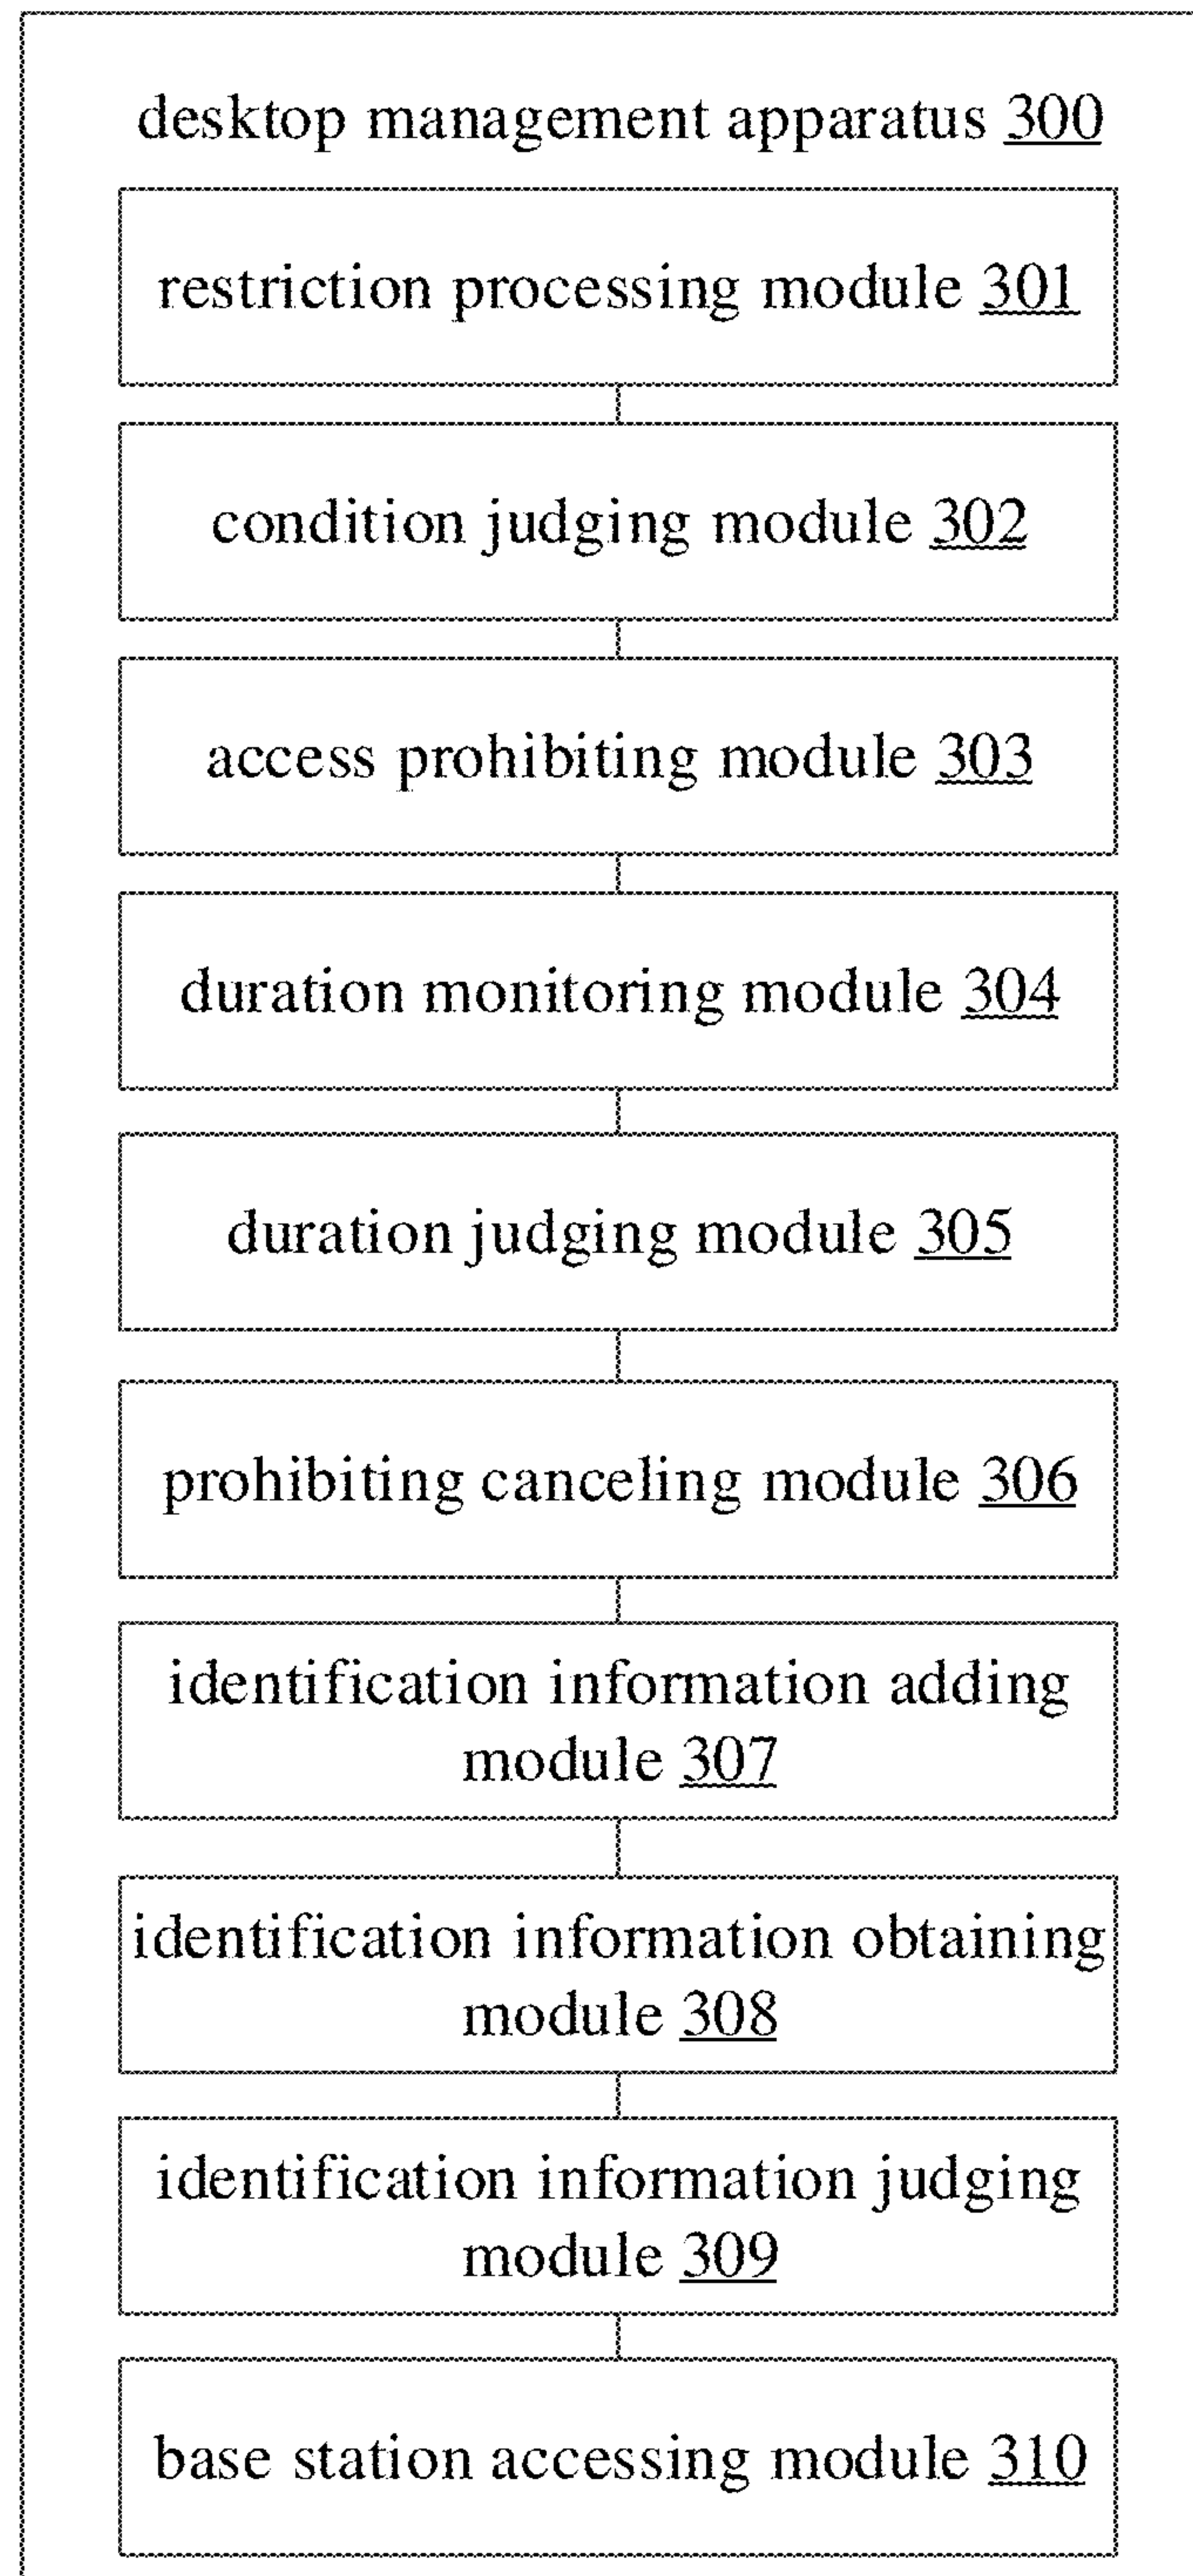 desktop management apparatus 300
restriction processing module 301
condition judging module 302
access prohibiting module 303
duration monitoring module 304
duration judging module 305
prohibiting canceling module 306
identification information adding
module 307
identification information obtaining
module 308
identification information judging
module 309
base station accessing module 310